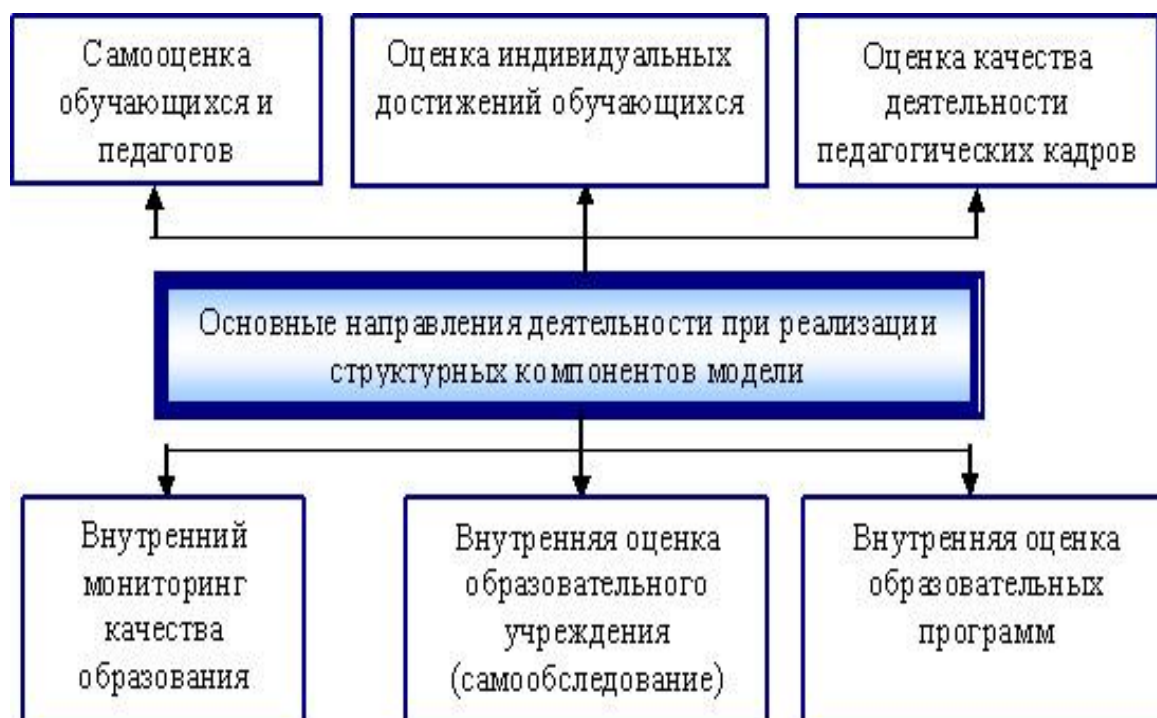 Самооценка
обучающихся и
педагогов
Оценка индивидуальных
достижений обучающихся
Оценка качества
деятельности
педагогических кадров
Основные направления деятельности при реализации
структурных компонентов модели
Внутренний
мониторинг
качества
образования
Внутренняя оценка
образовательного
учреждения
(самообследование)
Внутренняя оценка
образовательных
программ